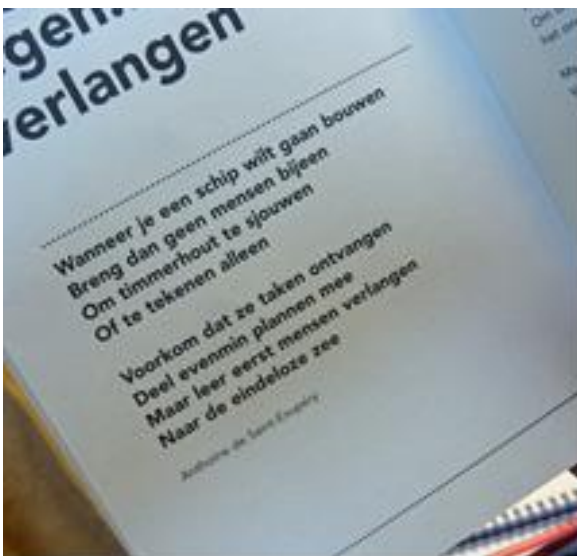 verlangen
Wanneer je een schip wilt gaan bouwen
Breng dan geen mensen bijeen
Om timmerhout te sjouwen
Of te tekenen alleen
Voorkom dat ze taken ontvangen
Deel evenmin plannen mee
Maar leer eerst mensen verlangen
Naar de eindeloze zee
Antoine de Saint Exupéry